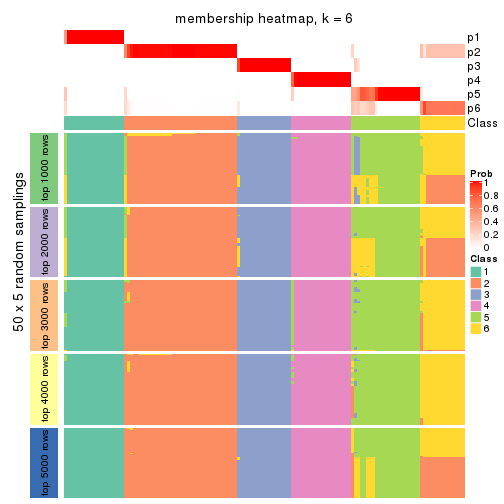 membership heatmap, k = 6
p1
p2
p3
p4
p5
p6
Class
50 x 5 random samplings
top 1000 rows
top 2000 rows
top 3000 rows
top 4000 rows
top 5000 rows
Prob
1
0.8
0.6
0.4
0.2
0
Class
1
2
3
4
5
6